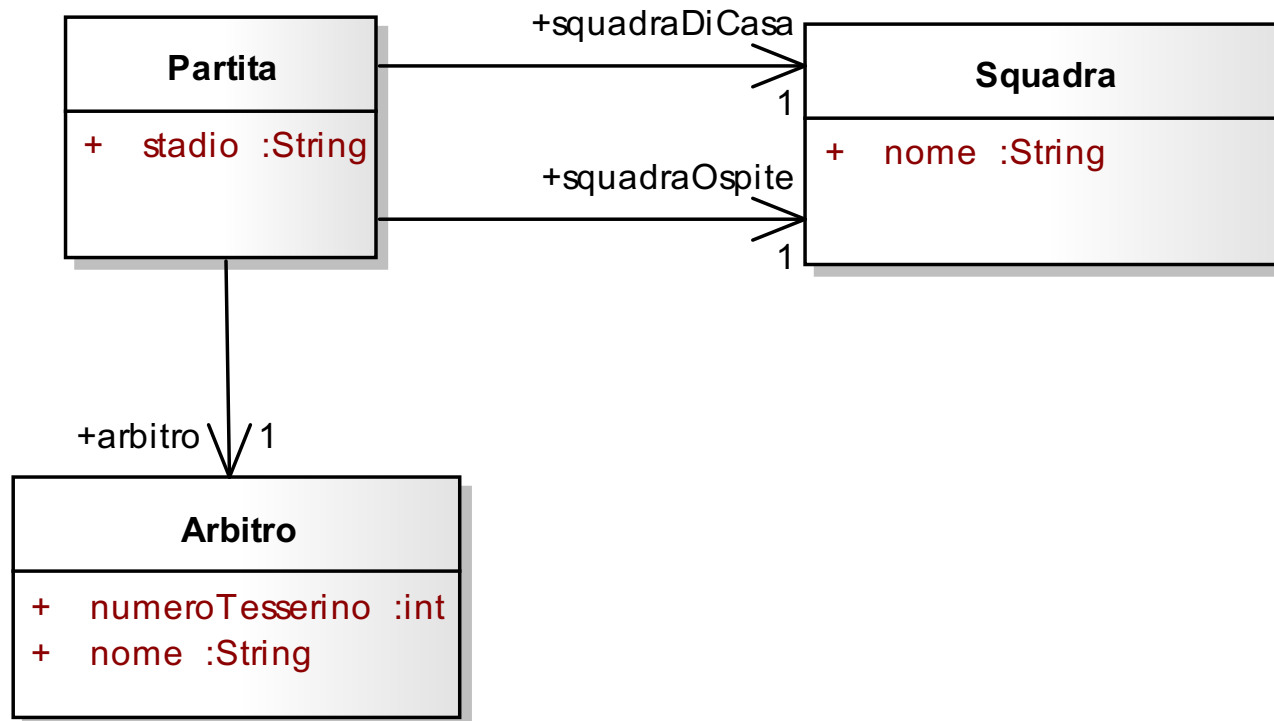 Partita
+ stadio :String
+squadraDiCasa
1
+squadraOspite
1
Squadra
+ nome :String
+arbitro
1
Arbitro
+ numeroTesserino :int
+ nome :String